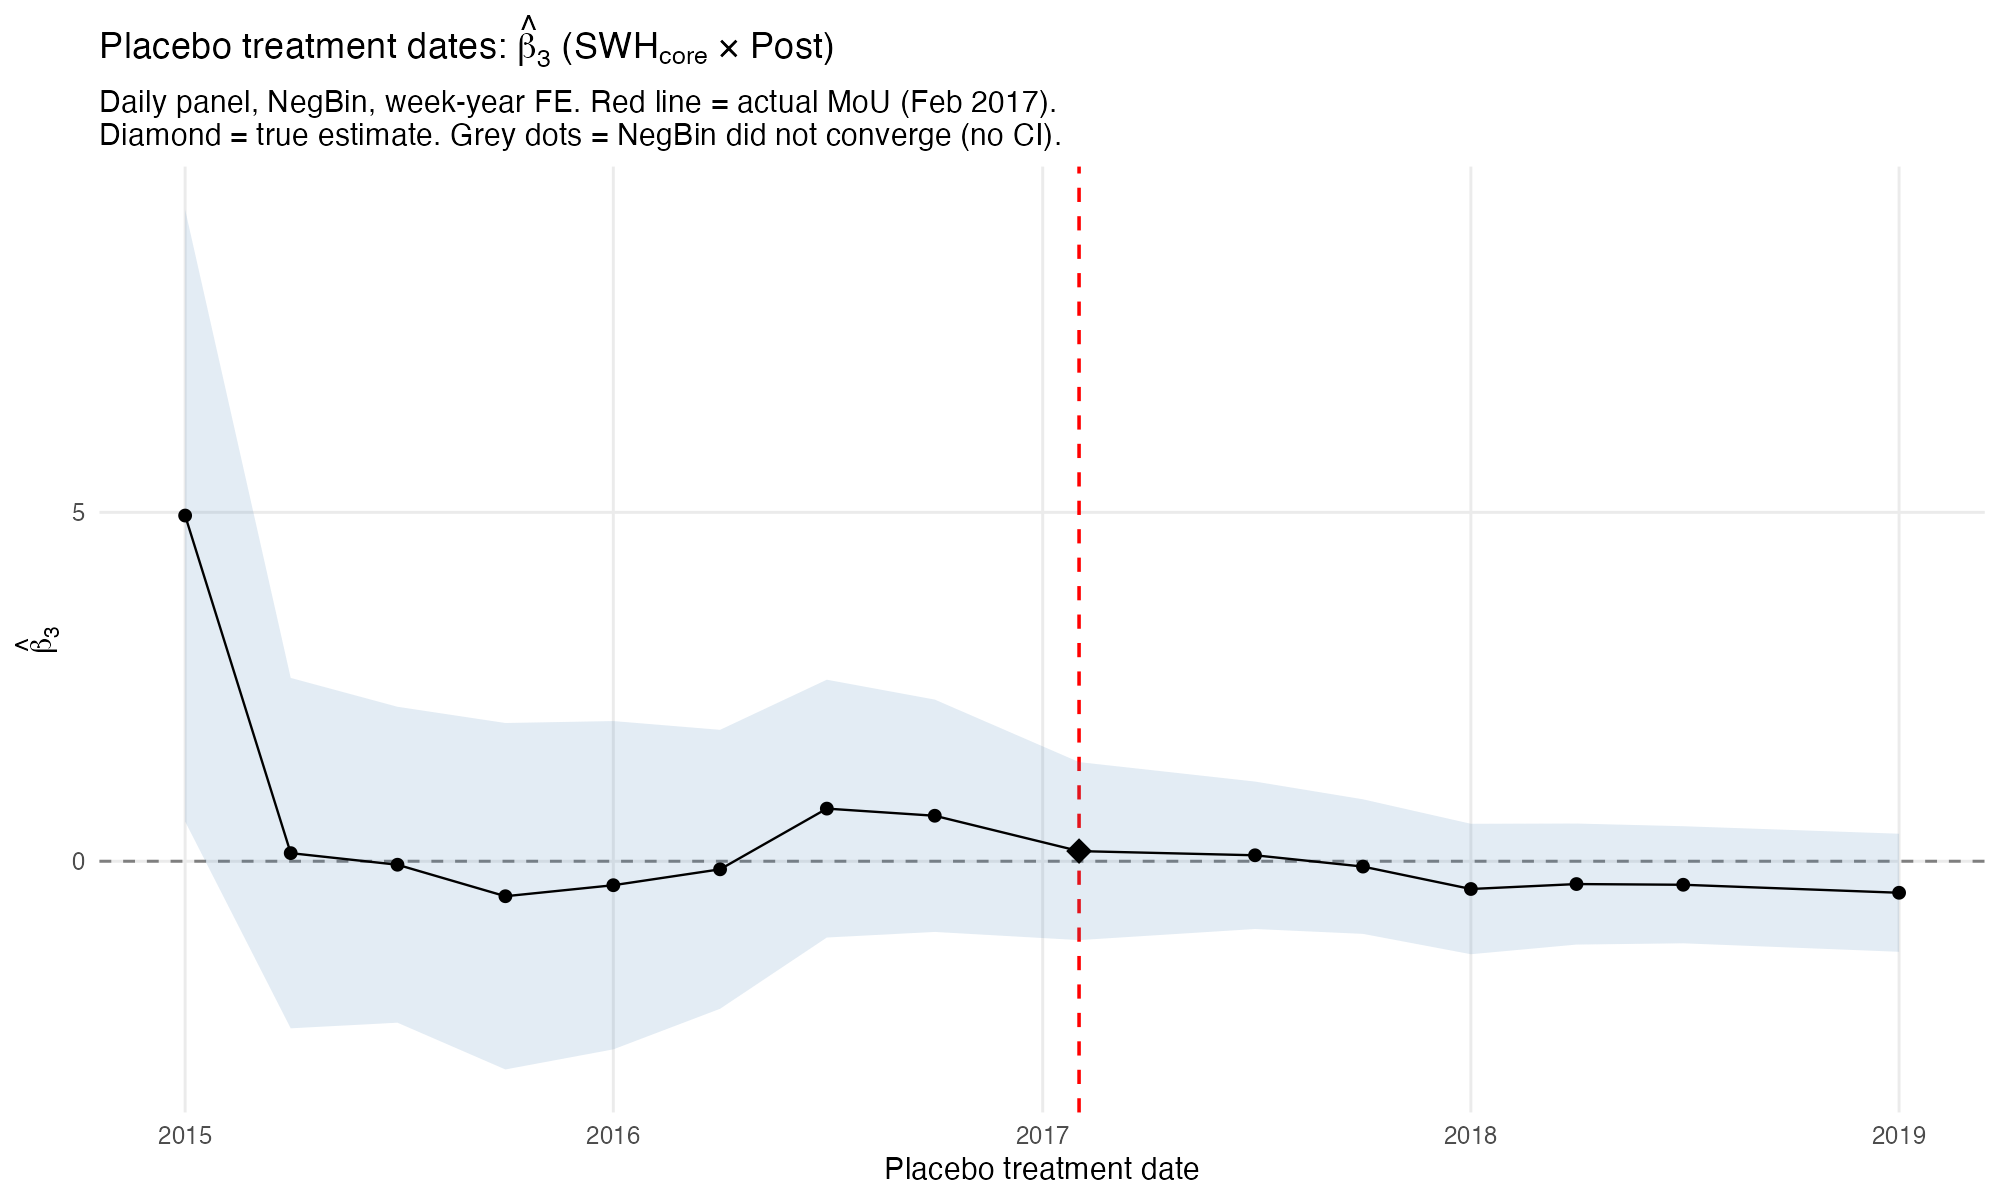 Placebo treatment dates: β̂₃ (SWHcore × Post)
Daily panel, NegBin, week-year FE. Red line = actual MoU (Feb 2017).
Diamond = true estimate. Grey dots = NegBin did not converge (no CI).
5
0
β̂₃
2015 2016 2017 2018 2019
Placebo treatment date